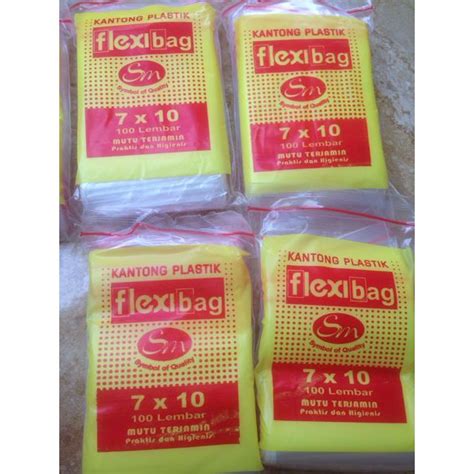 KANTONG PLASTIK
flexibag
Sm
Symbol of Quality
7 x 10
100 Lembar
MUTU TERJAMIN
Praktis dan Higienis
KANTONG PLASTIK
flexibag
Sm
Symbol of Quality
7 x 10
100 Lembar
MUTU TERJAMIN
Praktis dan Higienis
KANTONG PLASTIK
flexibag
Sm
Symbol of Quality
7 x 10
100 Lembar
MUTU TERJAMIN
Praktis dan Higienis
KANTONG PLASTIK
flexibag
Sm
Symbol of Quality
7 x 10
100 Lembar
MUTU TERJAMIN
Praktis dan Higienis